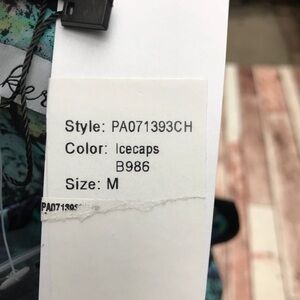 Style: PA071393CH
Color: Icecaps
B986
Size: M